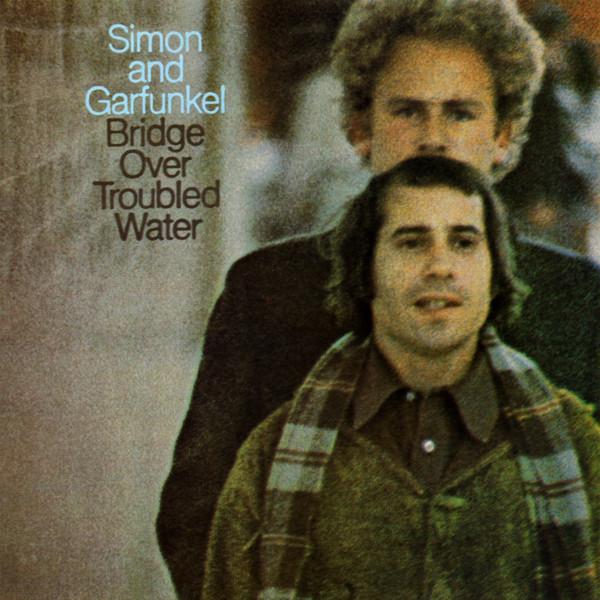 Simon
and
Garfunkel
Bridge
Over
Troubled
Water